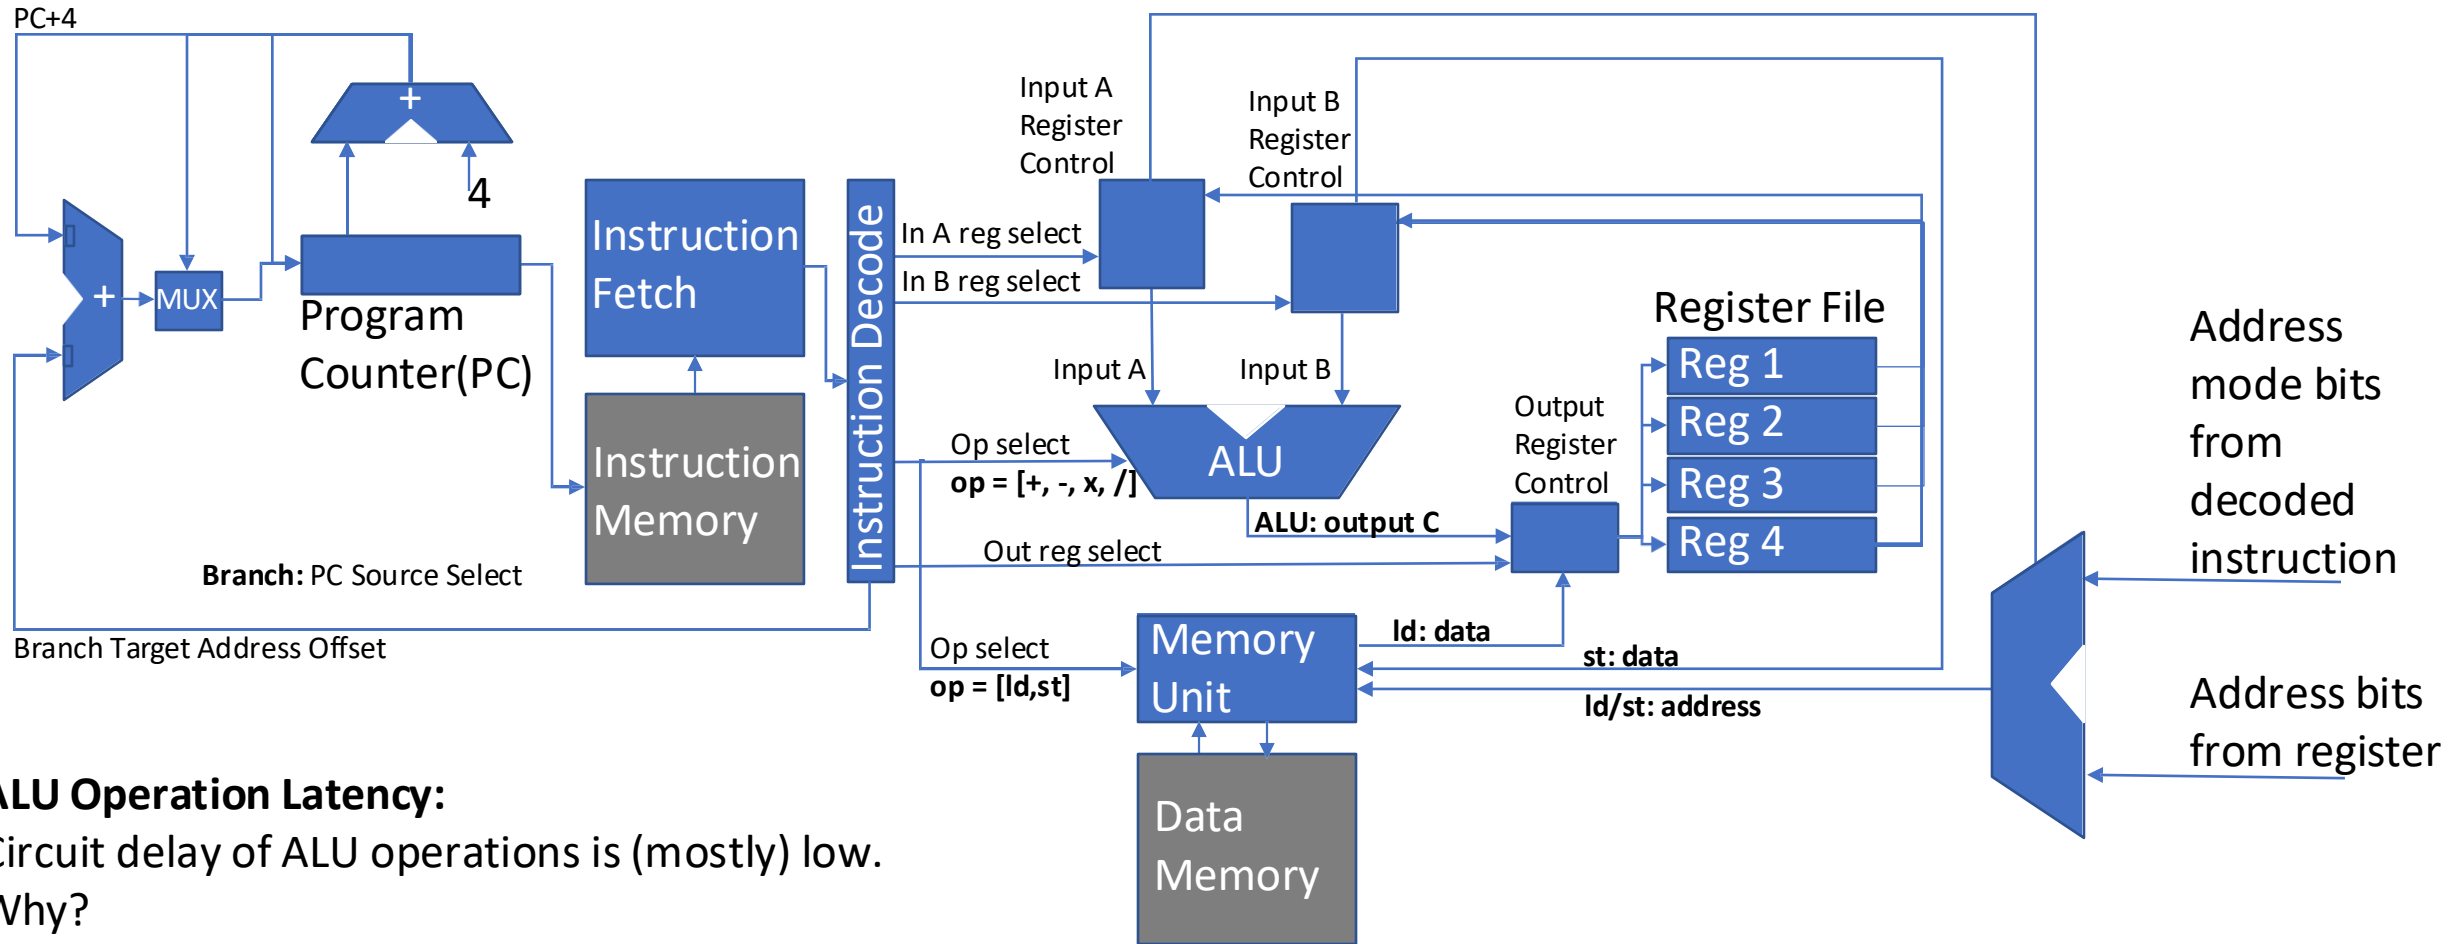 PC+4
+
4
+
MUX
Program
Counter(PC)
Instruction
Fetch
Instruction
Memory
Instruction Decode
Branch: PC Source Select
Branch Target Address Offset
Input A
Register
Control
Input B
Register
Control
In A reg select
In B reg select
Input A
Input B
Op select
op = [+, -, x, /]
ALU
ALU: output C
Out reg select
Output
Register
Control
Register File
Reg 1
Reg 2
Reg 3
Reg 4
Op select
op = [ld,st]
Memory
Unit
ld: data
st: data
ld/st: address
Data
Memory
Address
mode bits
from
decoded
instruction
Address bits
from register
ALU Operation Latency:
Circuit delay of ALU operations is (mostly) low.
Why?